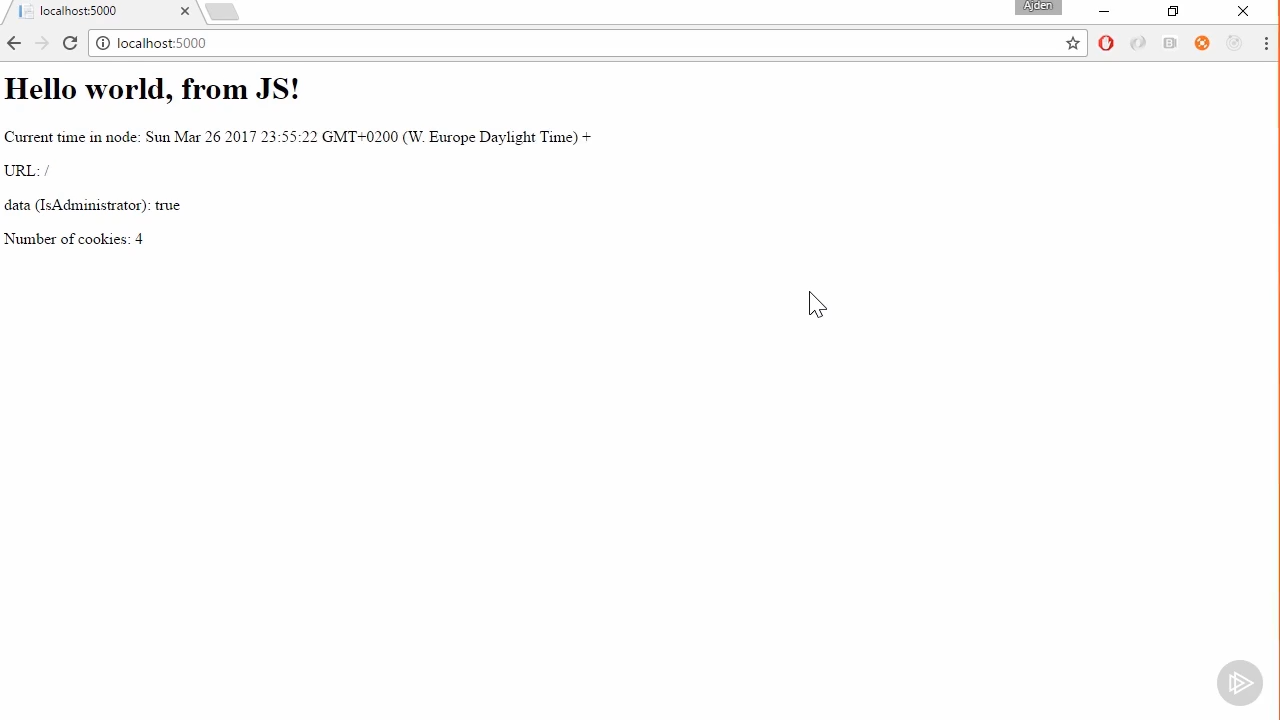 localhost:5000
Ajden
localhost:5000
Hello world, from JS!
Current time in node: Sun Mar 26 2017 23:55:22 GMT+0200 (W. Europe Daylight Time) +
URL: /
data (IsAdministrator): true
Number of cookies: 4